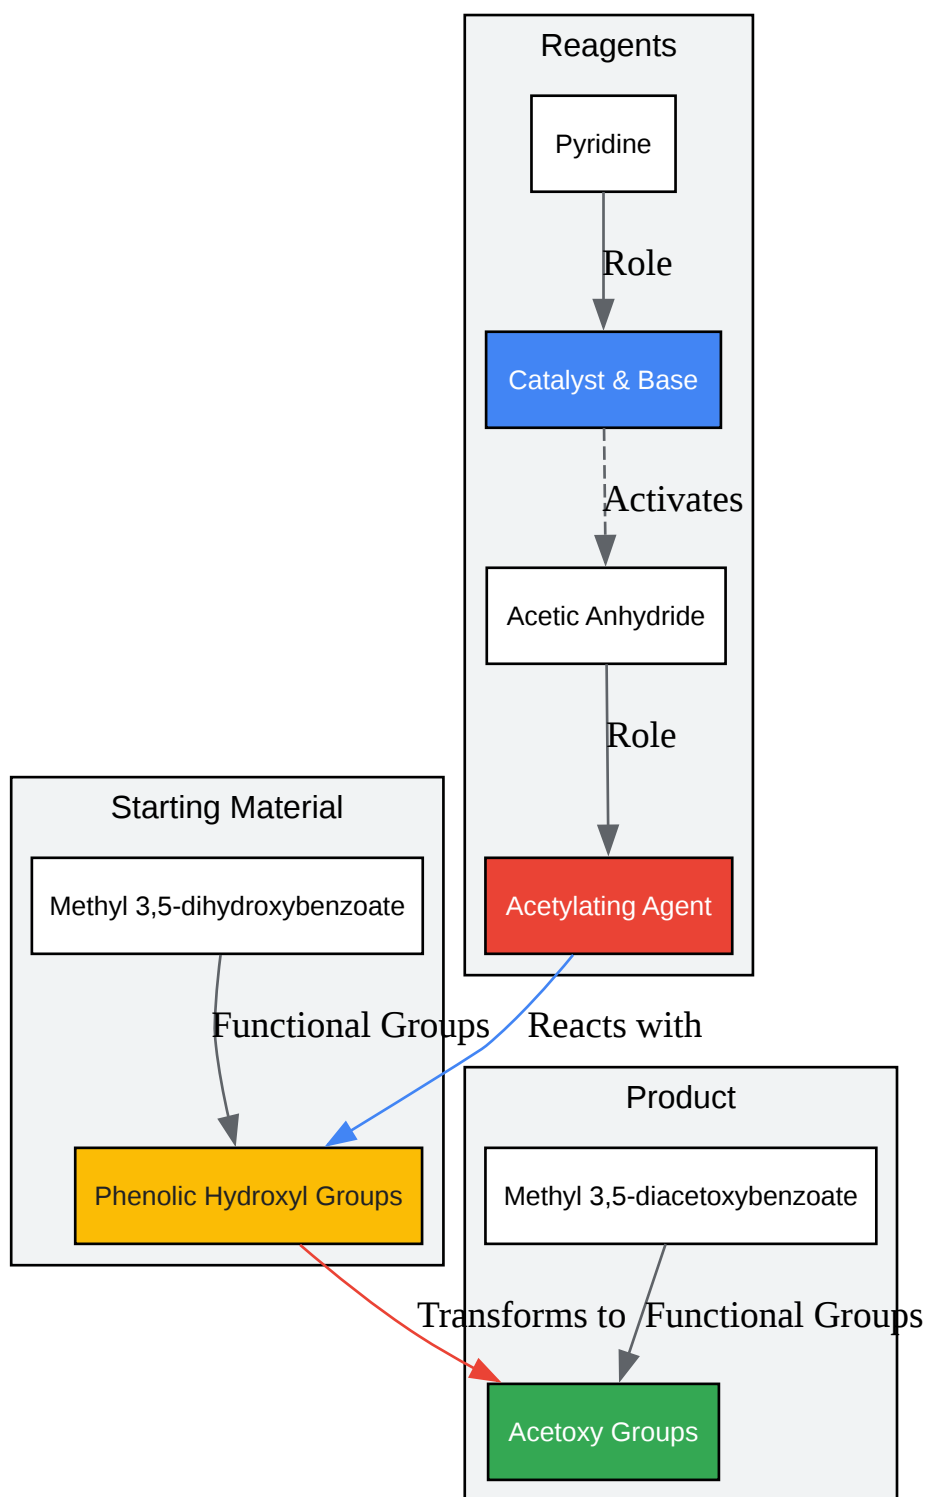 Reagents
Pyridine
Role
Catalyst & Base
Activates
Acetic Anhydride
Role
Starting Material
Methyl 3,5-dihydroxybenzoate
Acetylating Agent
Functional Groups
Reacts with
Product
Phenolic Hydroxyl Groups
Methyl 3,5-diacetoxybenzoate
Transforms to
Functional Groups
Acetoxy Groups